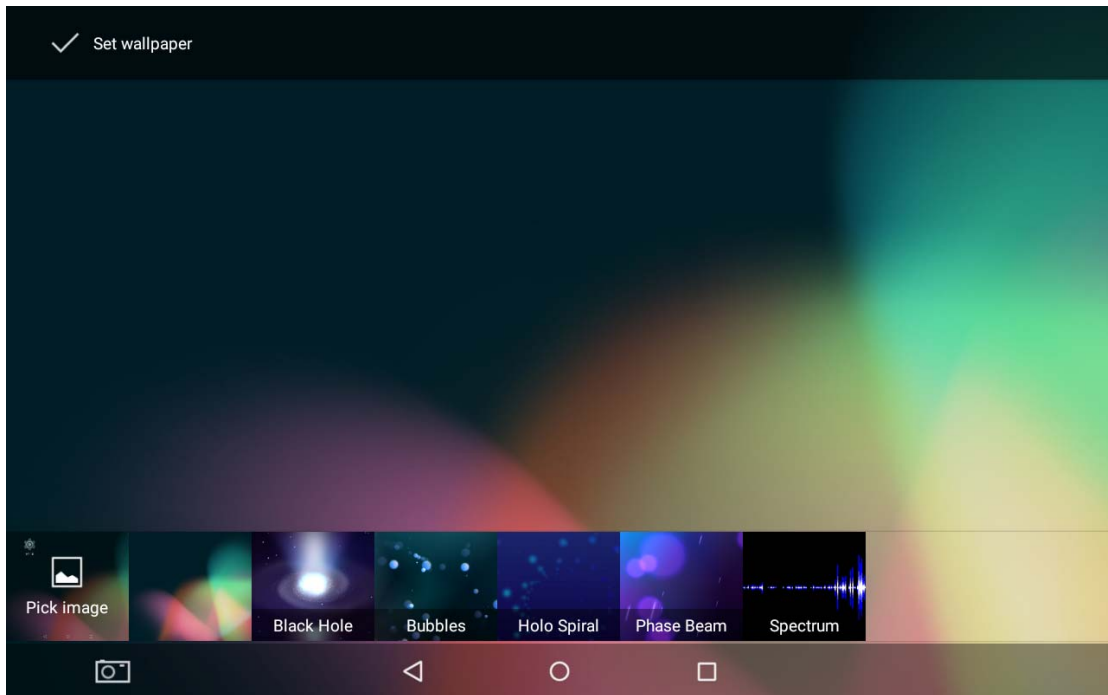 Set wallpaper
Pick image
Black Hole
Bubbles
Holo Spiral
Phase Beam
Spectrum